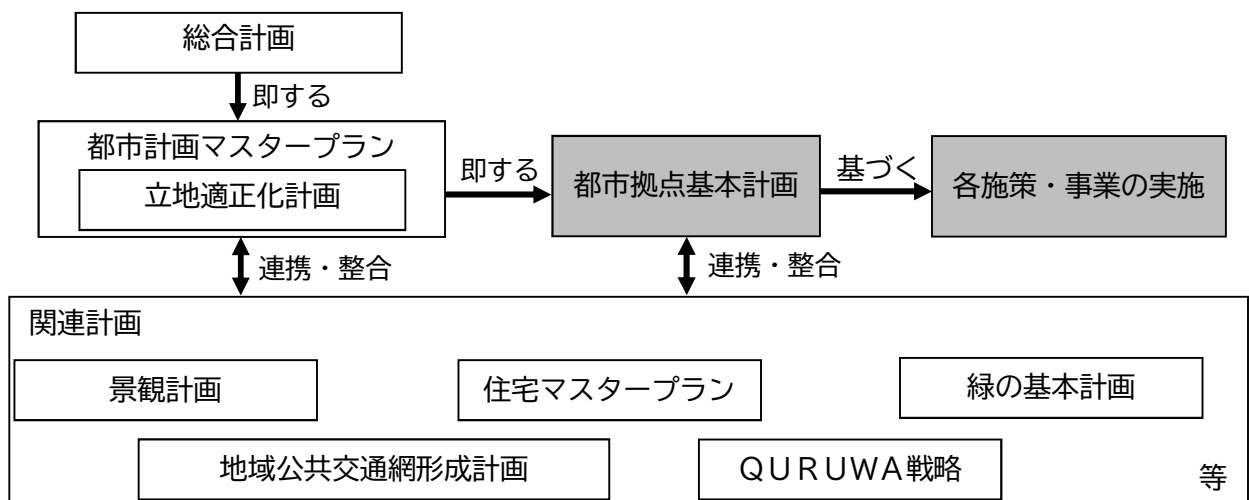 総合計画
即する
都市計画マスタープラン
立地適正化計画
即する
都市拠点基本計画
基づく
各施策・事業の実施
連携・整合
連携・整合
関連計画
景観計画
住宅マスタープラン
緑の基本計画
地域公共交通網形成計画
ＱＵＲＵＷＡ戦略
等